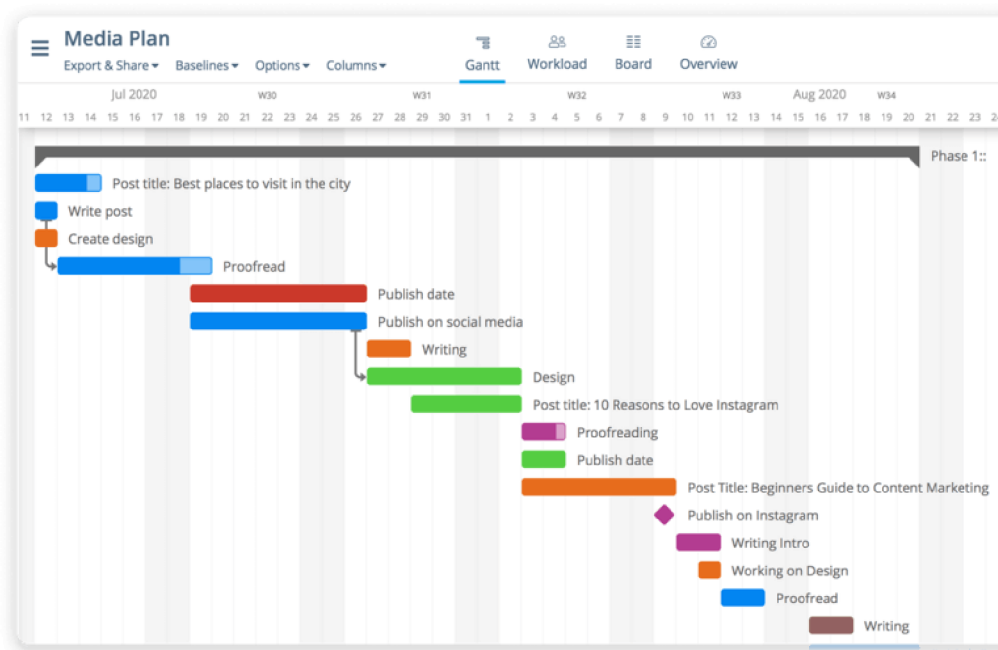 Media Plan
Export & Share Baselines Options Columns
Gantt Workload Board Overview
Jul 2020 W30 W31 W32 W33 Aug 2020 W34
11 12 13 14 15 16 17 18 19 20 21 22 23 24 25 26 27 28 29 30 31 1 2 3 4 5 6 7 8 9 10 11 12 13 14 15 16 17 18 19 20 21 22 23
Phase 1::
Post title: Best places to visit in the city
Write post
Create design
Proofread
Publish date
Publish on social media
Writing
Design
Post title: 10 Reasons to Love Instagram
Proofreading
Publish date
Post Title: Beginners Guide to Content Marketing
Publish on Instagram
Writing Intro
Working on Design
Proofread
Writing